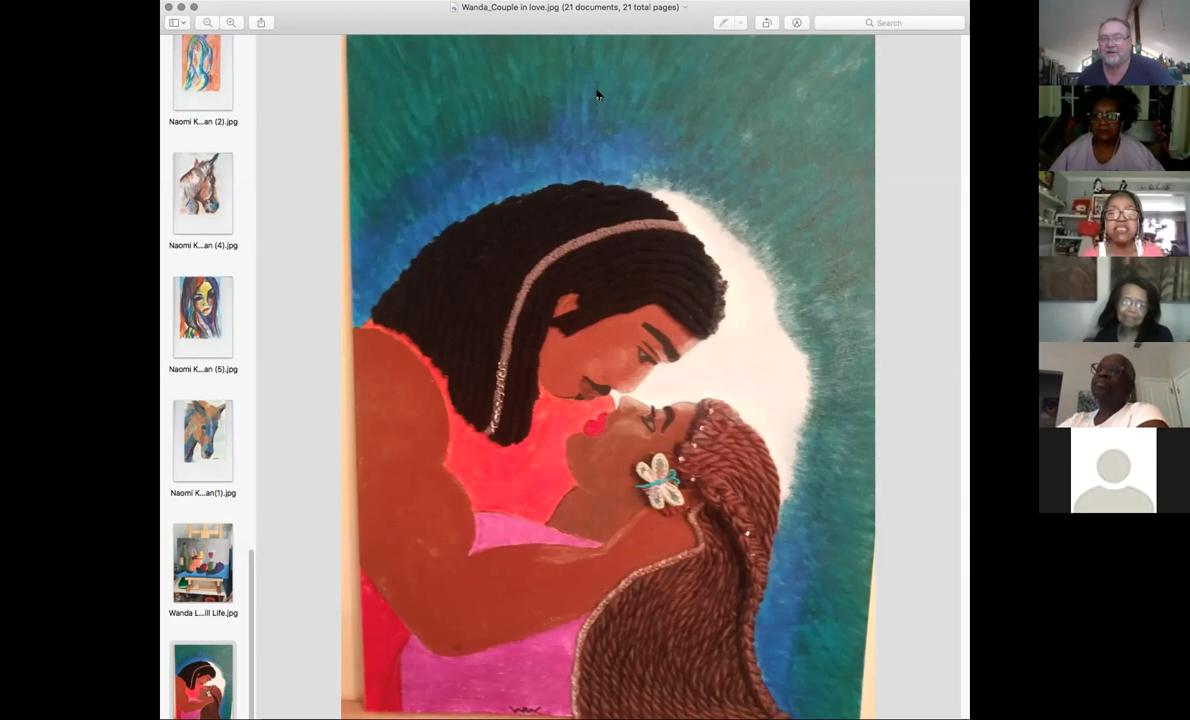 Wanda_Couple in love.jpg (21 documents, 21 total pages)
Search
Naomi K...an (2).jpg
Naomi K...an (4).jpg
Naomi K...an (5).jpg
Naomi K...an(1).jpg
Wanda L...ill Life.jpg